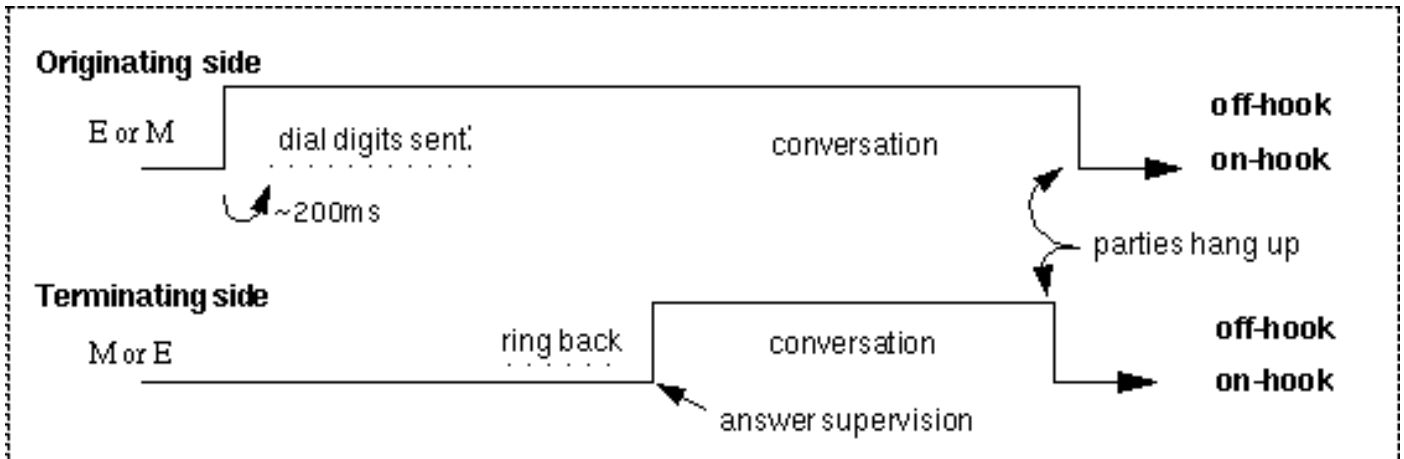 Originating side
off-hook
E or M
dial digits sent
conversation
on-hook
~200ms
parties hang up
Terminating side
off-hook
ring back
conversation
M or E
on-hook
answer supervision